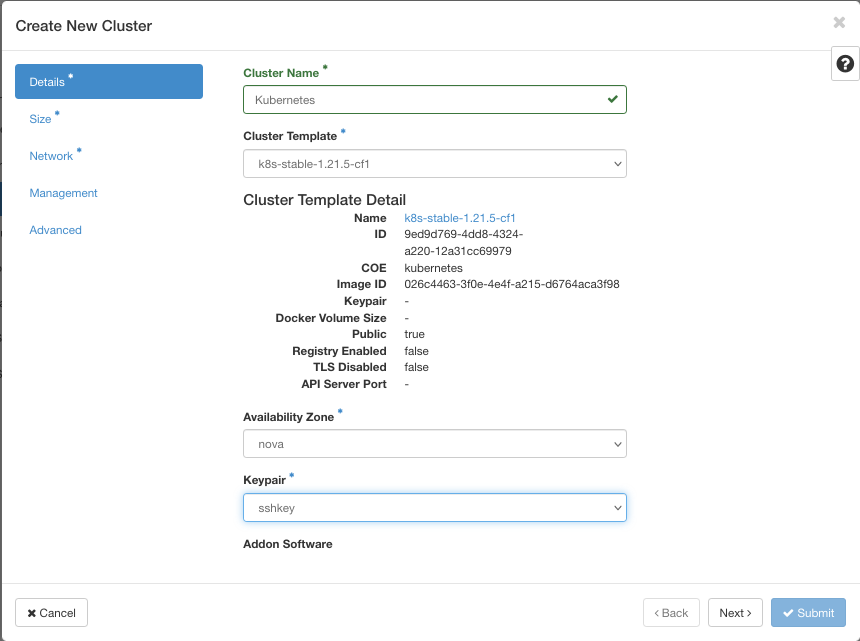 Create New Cluster
Details *
Size *
Network *
Management
Advanced
Cluster Name *
Kubernetes
Cluster Template *
k8s-stable-1.21.5-cf1
Cluster Template Detail
Name k8s-stable-1.21.5-cf1
ID 9ed9d769-4dd8-4324-
a220-12a31cc69979
COE kubernetes
Image ID 026c4463-3f0e-4e4f-a215-d6764aca3f98
Keypair -
Docker Volume Size -
Public true
Registry Enabled false
TLS Disabled false
API Server Port -
Availability Zone *
nova
Keypair *
sshkey
Addon Software
Cancel
< Back
Next >
Submit